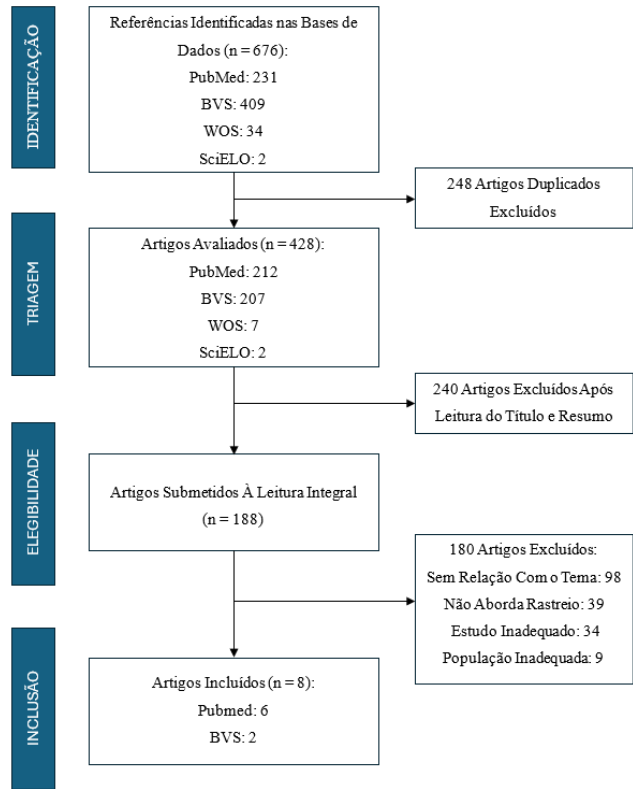 IDENTIFICAÇÃO
Referências Identificadas nas Bases de
Dados (n = 676):
PubMed: 231
BVS: 409
WOS: 34
SciELO: 2
248 Artigos Duplicados
Excluídos
TRIAGEM
Artigos Avaliados (n = 428):
PubMed: 212
BVS: 207
WOS: 7
SciELO: 2
240 Artigos Excluídos Após
Leitura do Título e Resumo
ELEGIBILIDADE
Artigos Submetidos À Leitura Integral
(n = 188)
180 Artigos Excluídos:
Sem Relação Com o Tema: 98
Não Aborda Rastreio: 39
Estudo Inadequado: 34
População Inadequada: 9
INCLUSÃO
Artigos Incluídos (n = 8):
Pubmed: 6
BVS: 2